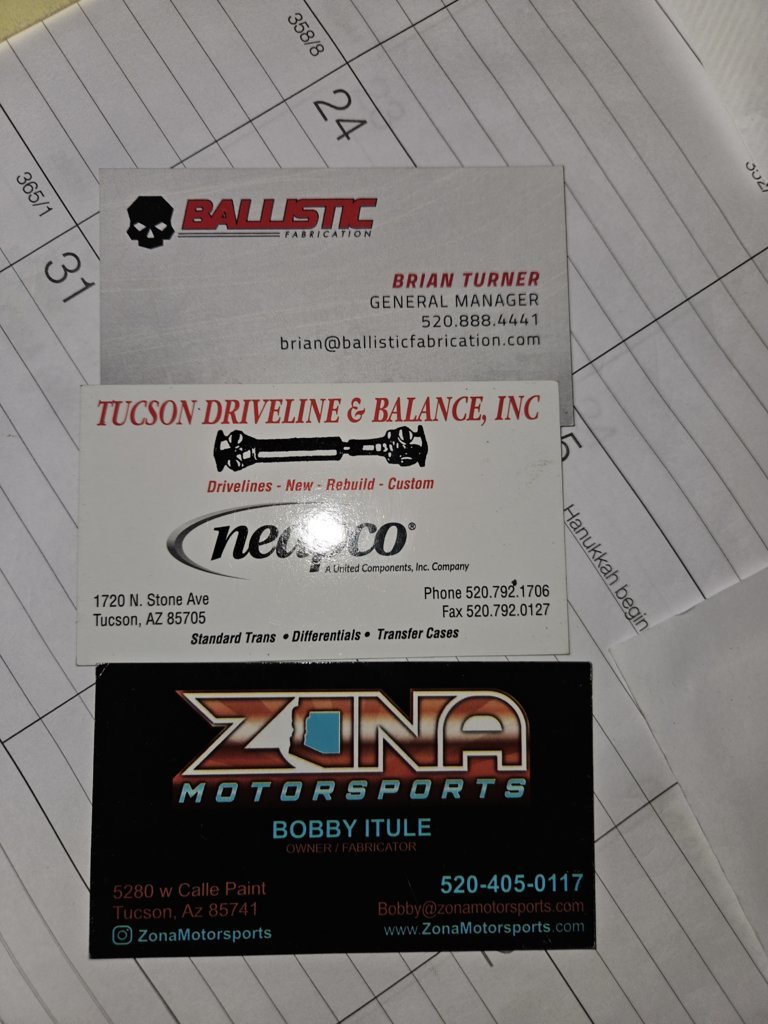 358/8
24
365/1
31
BALLISTIC
FABRICATION
BRIAN TURNER
GENERAL MANAGER
520.888.4441
brian@ballisticfabrication.com
TUCSON DRIVELINE & BALANCE, INC
Drivelines - New - Rebuild - Custom
neapco®
A United Components, Inc. Company
1720 N. Stone Ave
Tucson, AZ 85705
Phone 520.792.1706
Fax 520.792.0127
Standard Trans • Differentials • Transfer Cases
Hanukkah begin
ZONA
MOTORSPORTS
BOBBY ITULE
OWNER / FABRICATOR
5280 w Calle Paint
Tucson, Az 85741
ZonaMotorsports
520-405-0117
Bobby@zonamotorsports.com
www.ZonaMotorsports.com